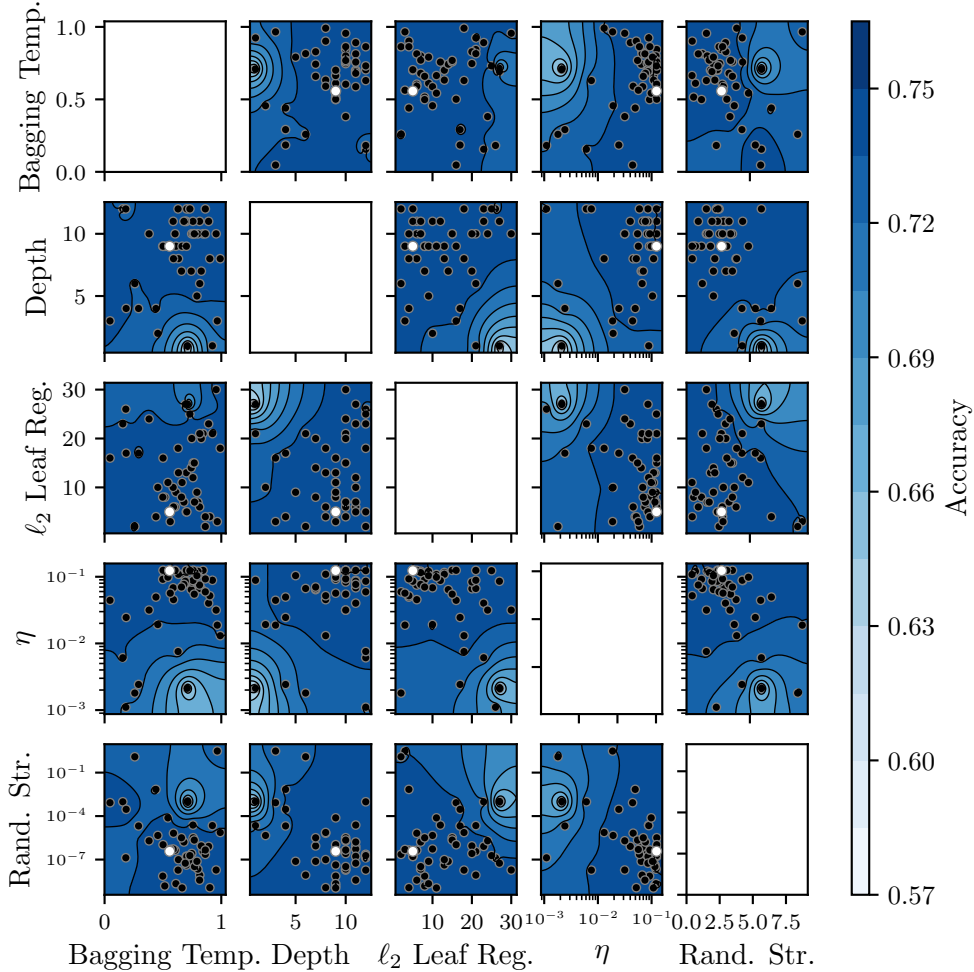 Bagging Temp.
1.0
0.5
0.0
Depth
10
5
ℓ2 Leaf Reg.
30
20
10
η
10⁻¹
10⁻²
10⁻³
Rand. Str.
10⁻¹
10⁻⁴
10⁻⁷
0 1
5 10
10 20 30
10⁻³ 10⁻² 10⁻¹
0.0 2.5 5.0 7.5
Bagging Temp. Depth ℓ2 Leaf Reg. η Rand. Str.
0.75
0.72
0.69
0.66
0.63
0.60
0.57
Accuracy